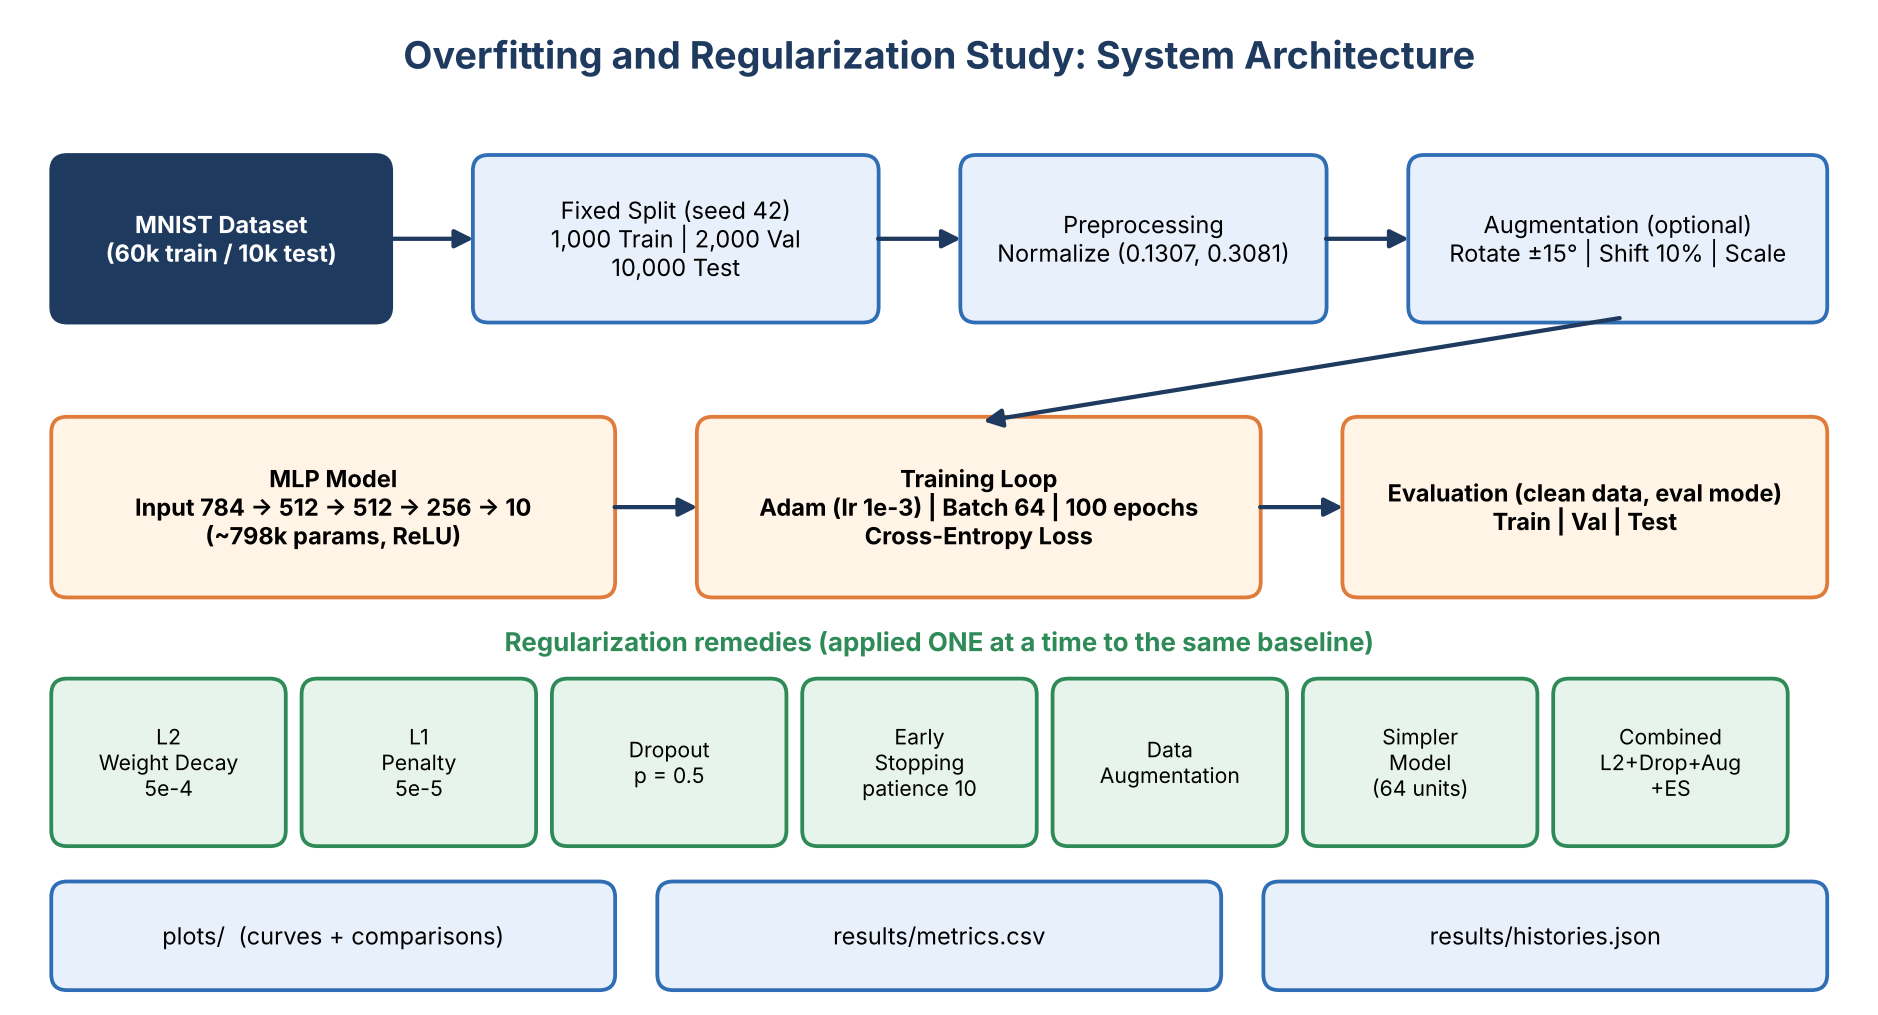 Overfitting and Regularization Study: System Architecture
MNIST Dataset
(60k train / 10k test)
Fixed Split (seed 42)
1,000 Train | 2,000 Val
10,000 Test
Preprocessing
Normalize (0.1307, 0.3081)
Augmentation (optional)
Rotate ±15° | Shift 10% | Scale
MLP Model
Input 784 → 512 → 512 → 256 → 10
(~798k params, ReLU)
Training Loop
Adam (lr 1e-3) | Batch 64 | 100 epochs
Cross-Entropy Loss
Evaluation (clean data, eval mode)
Train | Val | Test
Regularization remedies (applied ONE at a time to the same baseline)
L2
Weight Decay
5e-4
L1
Penalty
5e-5
Dropout
p = 0.5
Early
Stopping
patience 10
Data
Augmentation
Simpler
Model
(64 units)
Combined
L2+Drop+Aug
+ES
plots/  (curves + comparisons)
results/metrics.csv
results/histories.json